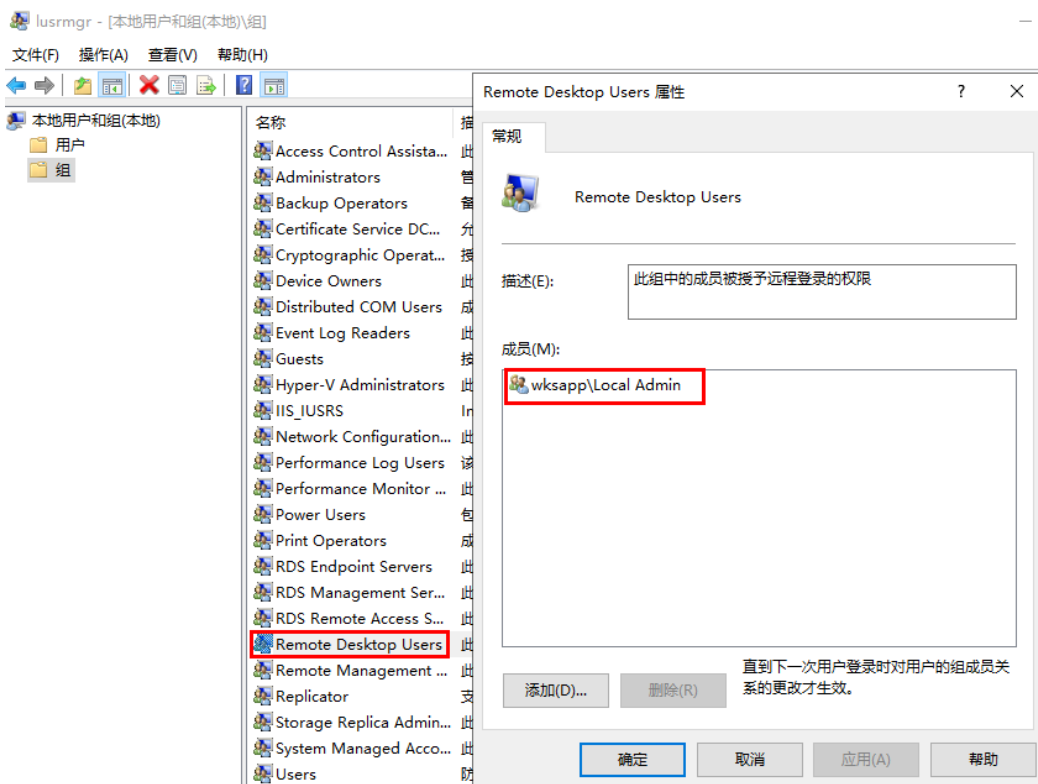 lusrmgr - [本地用户和组(本地)\组]
文件(F) 操作(A) 查看(V) 帮助(H)
本地用户和组(本地)
用户
组
名称
Access Control Assista...
Administrators
Backup Operators
Certificate Service DC...
Cryptographic Operat...
Device Owners
Distributed COM Users
Event Log Readers
Guests
Hyper-V Administrators
IIS_IUSRS
Network Configuration...
Performance Log Users
Performance Monitor ...
Power Users
Print Operators
RDS Endpoint Servers
RDS Management Ser...
RDS Remote Access S...
Remote Desktop Users
Remote Management ...
Replicator
Storage Replica Admin...
System Managed Acco...
Users
Remote Desktop Users 属性
常规
Remote Desktop Users
描述(E):
此组中的成员被授予远程登录的权限
成员(M):
wksapp\Local Admin
添加(D)... 删除(R)
直到下一次用户登录时对用户的组成员关
系的更改才生效。
确定 取消 应用(A) 帮助